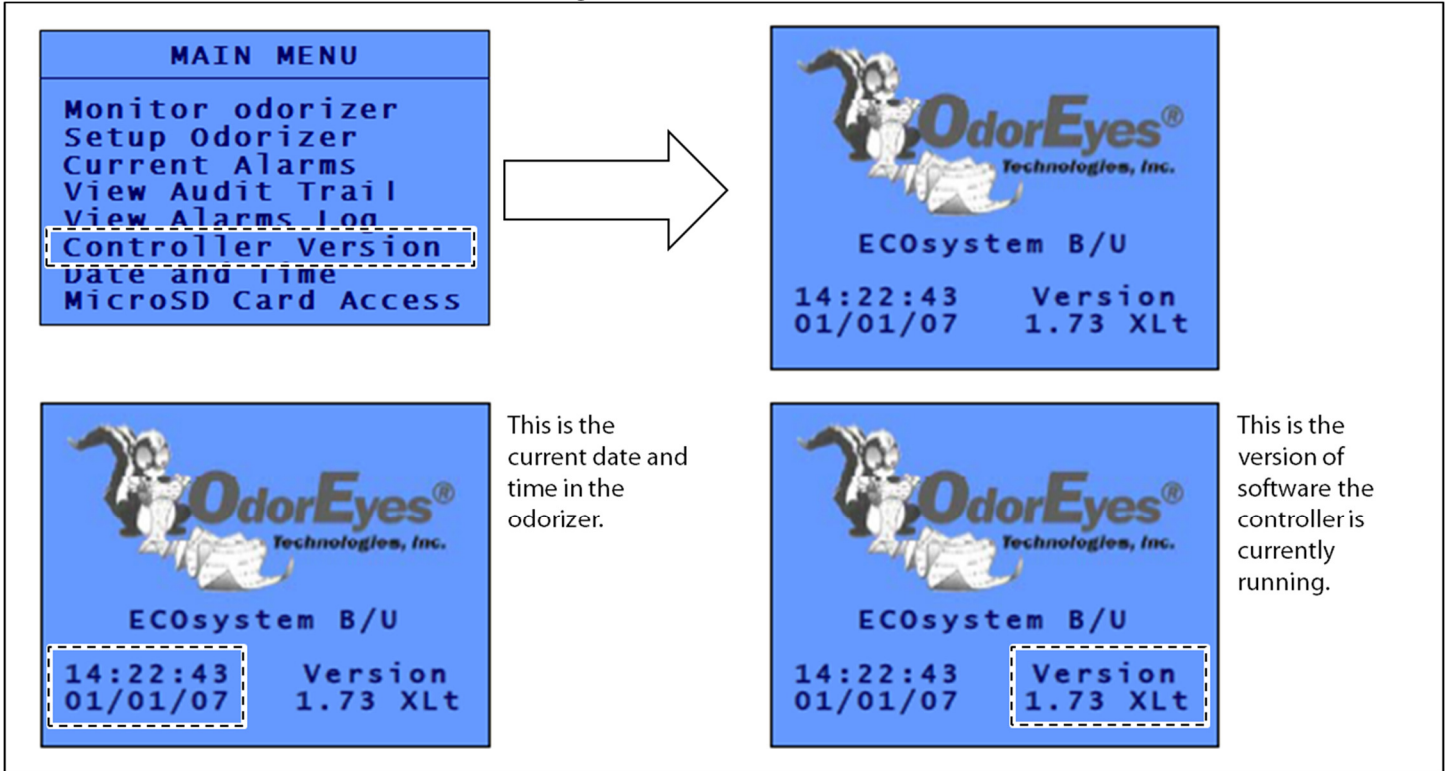 MAIN MENU
Monitor odorizer
Setup Odorizer
Current Alarms
View Audit Trail
View Alarms Log
Controller Version
Date and Time
MicroSD Card Access
OdorEyes®
Technologies, Inc.
ECOsystem B/U
14:22:43 Version
01/01/07 1.73 XLt
OdorEyes®
Technologies, Inc.
ECOsystem B/U
14:22:43 Version
01/01/07 1.73 XLt
This is the
current date and
time in the
odorizer.
OdorEyes®
Technologies, Inc.
ECOsystem B/U
14:22:43 Version
01/01/07 1.73 XLt
This is the
version of
software the
controller is
currently
running.